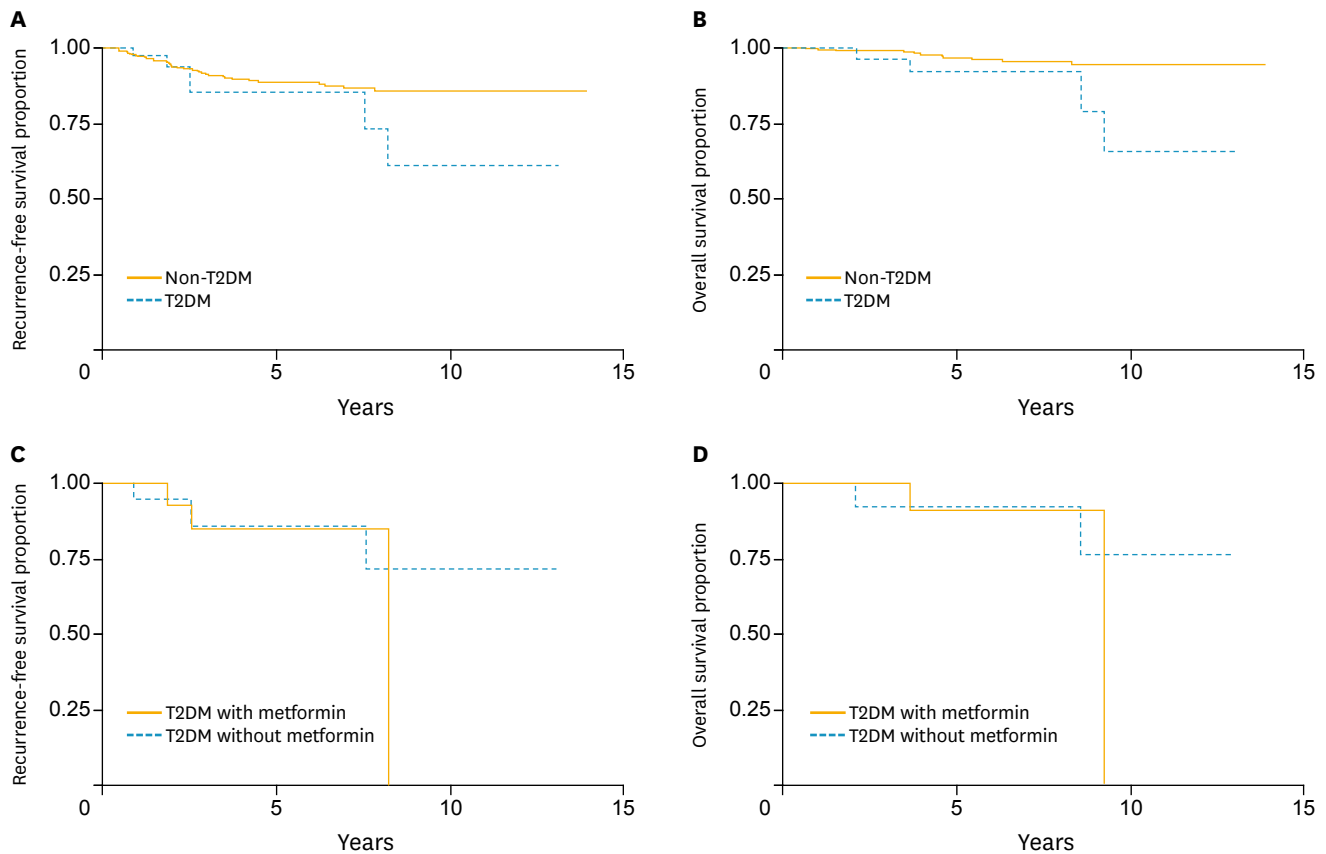 A
Recurrence-free survival proportion
1.00
0.75
0.50
0.25
Non-T2DM
T2DM
0
5
10
15
Years
B
Overall survival proportion
1.00
0.75
0.50
0.25
Non-T2DM
T2DM
0
5
10
15
Years
C
Recurrence-free survival proportion
1.00
0.75
0.50
0.25
T2DM with metformin
T2DM without metformin
0
5
10
15
Years
D
Overall survival proportion
1.00
0.75
0.50
0.25
T2DM with metformin
T2DM without metformin
0
5
10
15
Years